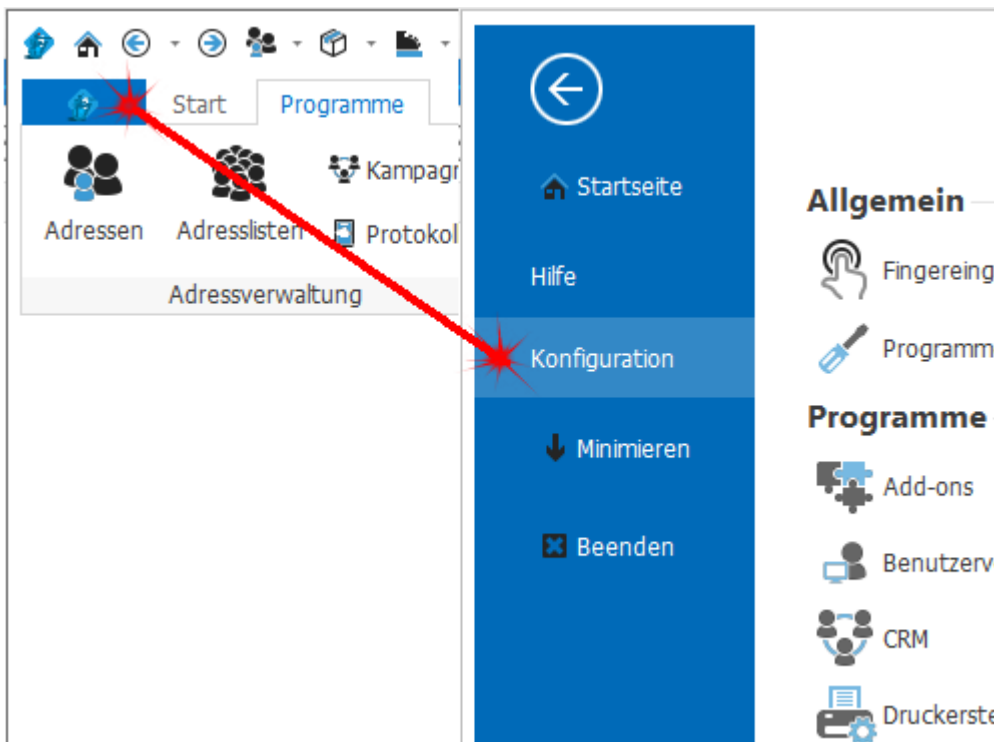 Start Programme
Kampagn
Adressen Adresslisten Protokol
Adressverwaltung
Startseite
Hilfe
Konfiguration
Minimieren
Beenden
Allgemein
Fingereing
Programm
Programme
Add-ons
Benutzerv
CRM
Druckerste